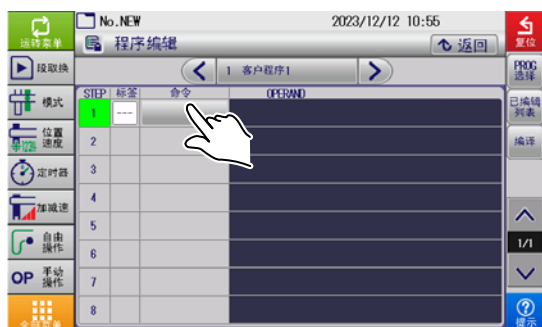 No.NEW 2023/12/12 10:55
运转菜单
程序编辑 返回 复位
段取换 1 客户程序1 PROG 选择
STEP 标签 命令 OPERAND
模式 1 --- 已编辑列表
位置速度 2 编译
定时器 3
加减速 4
5
自由操作 6 1/1
OP 手动操作 7
8
全部菜单 提示